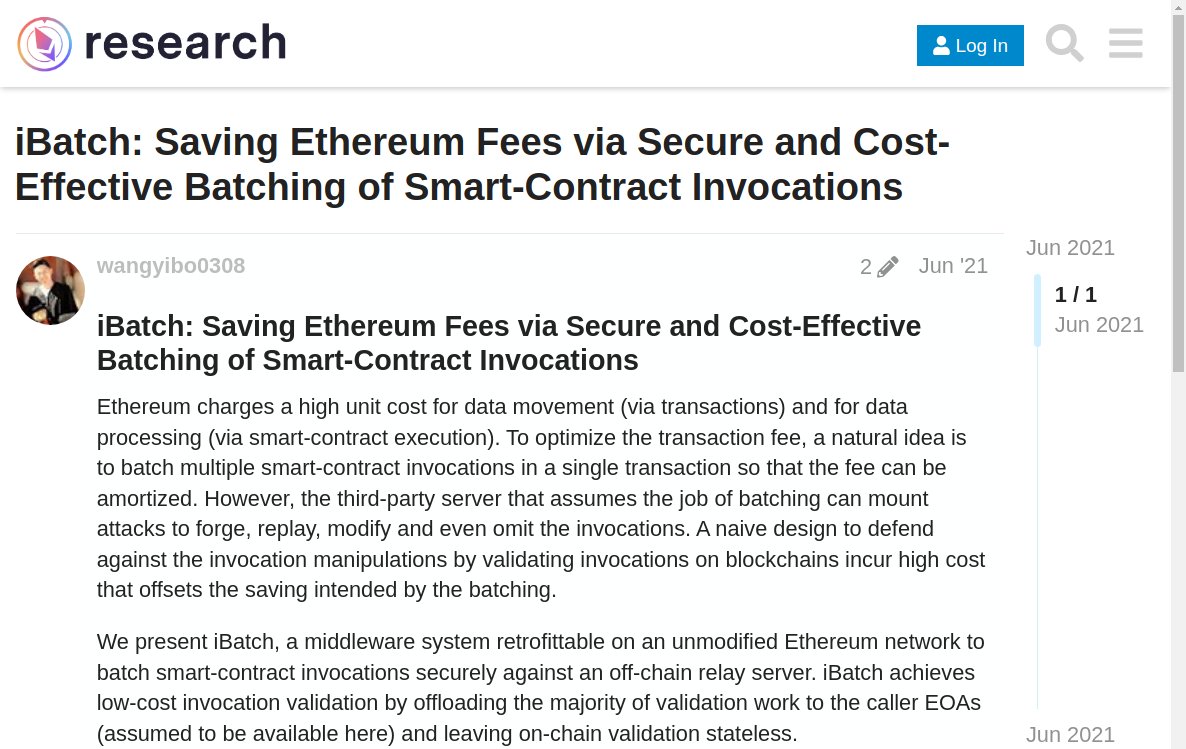 research
Log In
iBatch: Saving Ethereum Fees via Secure and Cost-
Effective Batching of Smart-Contract Invocations
Jun 2021
wangyibo0308
2
Jun '21
1 / 1
Jun 2021
iBatch: Saving Ethereum Fees via Secure and Cost-Effective
Batching of Smart-Contract Invocations
Ethereum charges a high unit cost for data movement (via transactions) and for data
processing (via smart-contract execution). To optimize the transaction fee, a natural idea is
to batch multiple smart-contract invocations in a single transaction so that the fee can be
amortized. However, the third-party server that assumes the job of batching can mount
attacks to forge, replay, modify and even omit the invocations. A naive design to defend
against the invocation manipulations by validating invocations on blockchains incur high cost
that offsets the saving intended by the batching.
We present iBatch, a middleware system retrofittable on an unmodified Ethereum network to
batch smart-contract invocations securely against an off-chain relay server. iBatch achieves
low-cost invocation validation by offloading the majority of validation work to the caller EOAs
(assumed to be available here) and leaving on-chain validation stateless.
Jun 2021